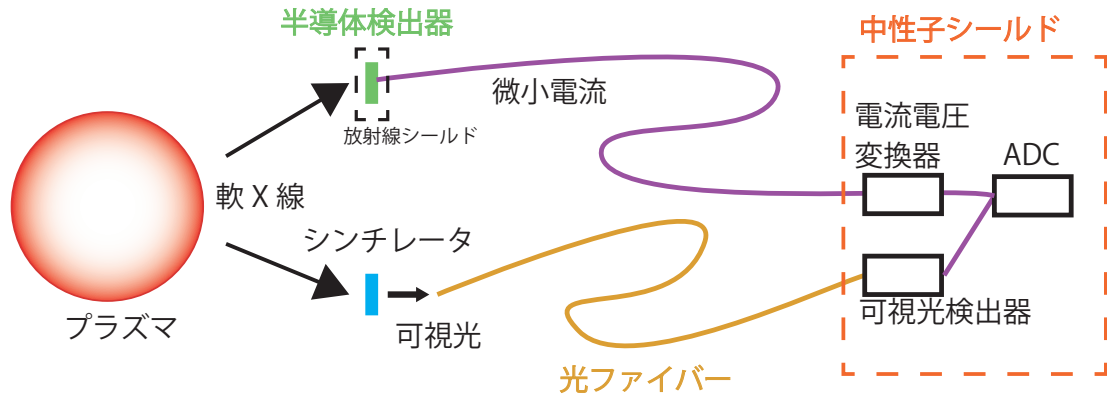 半導体検出器
中性子シールド
微小電流
放射線シールド
電流電圧
変換器
ADC
軟 X 線
シンチレータ
プラズマ
可視光
可視光検出器
光ファイバー